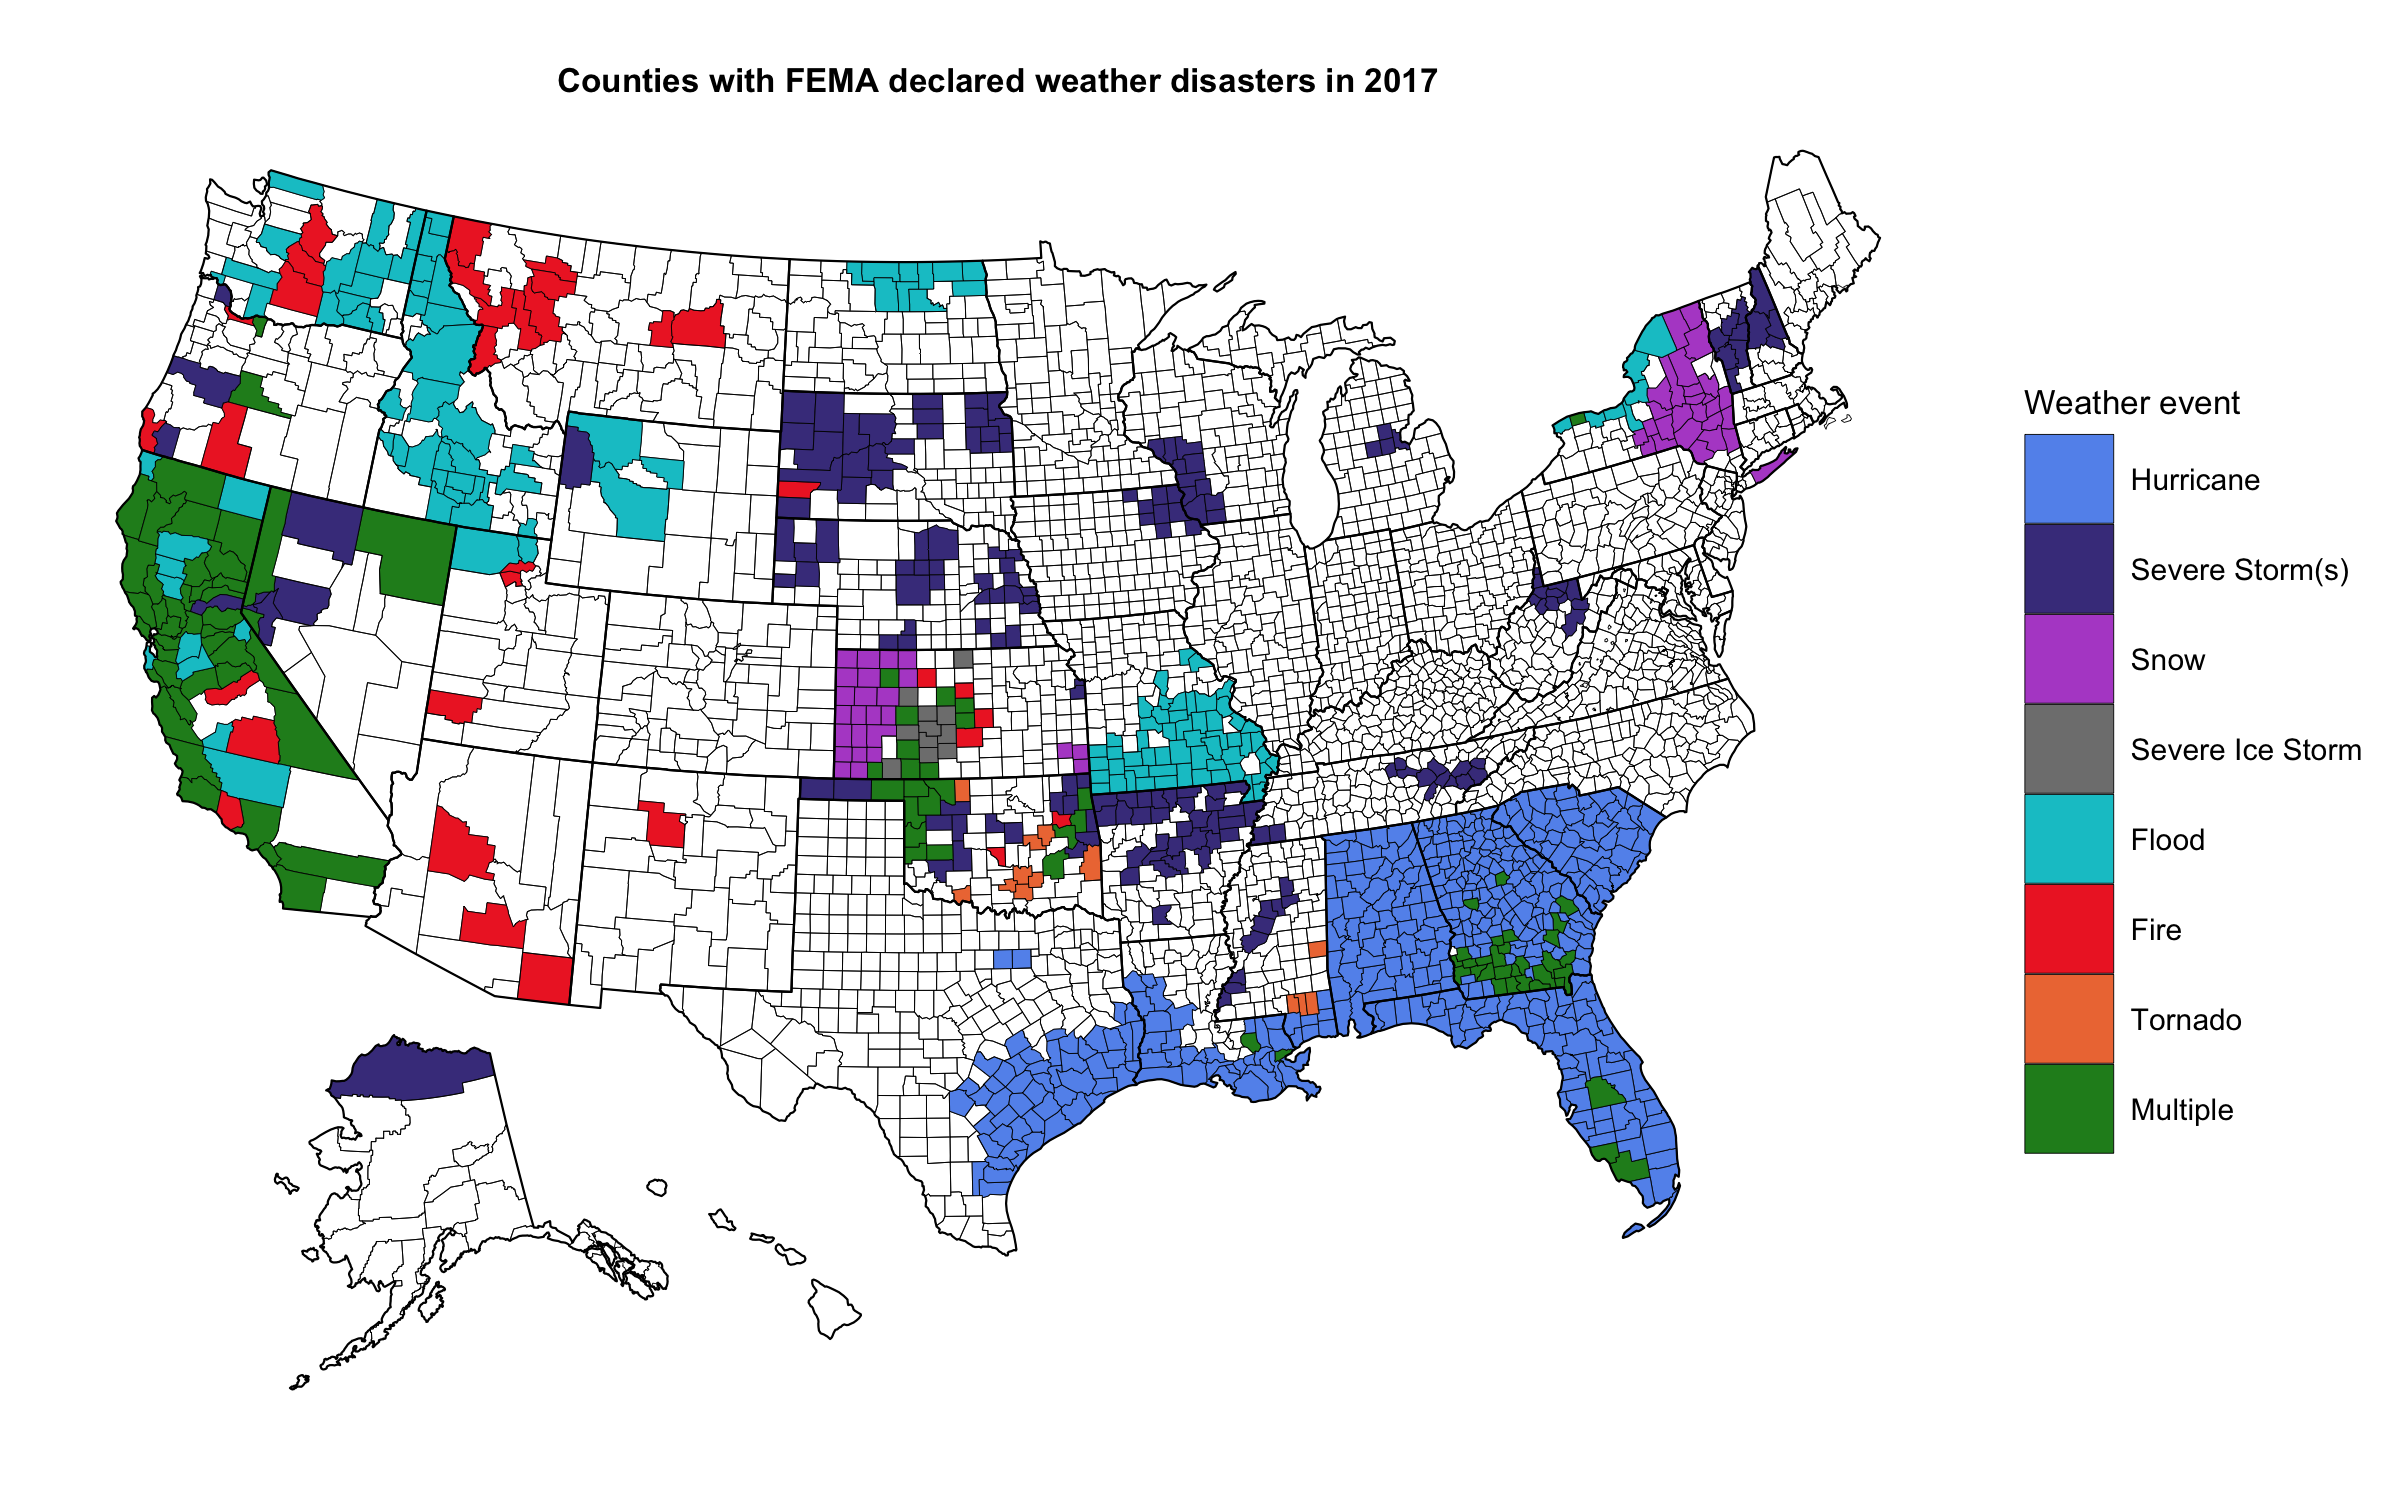 Counties with FEMA declared weather disasters in 2017
Weather event
Hurricane
Severe Storm(s)
Snow
Severe Ice Storm
Flood
Fire
Tornado
Multiple